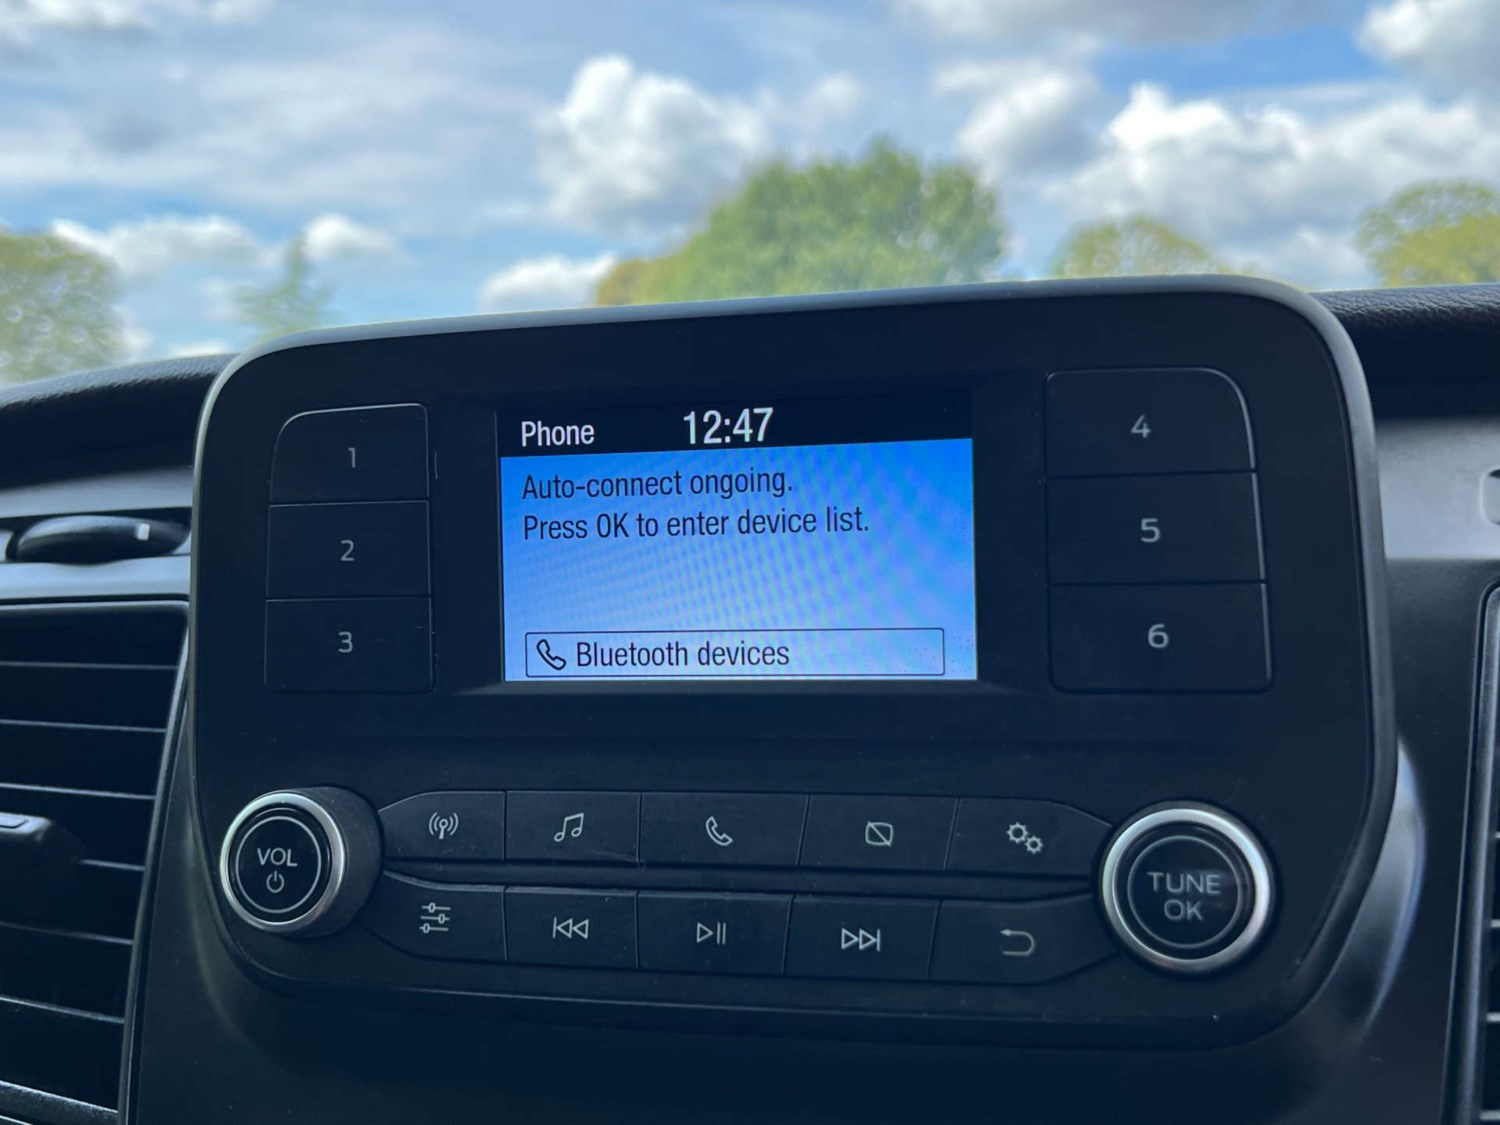 Phone 12:47
Auto-connect ongoing.
Press OK to enter device list.
Bluetooth devices
1
2
3
4
5
6
VOL
TUNE
OK